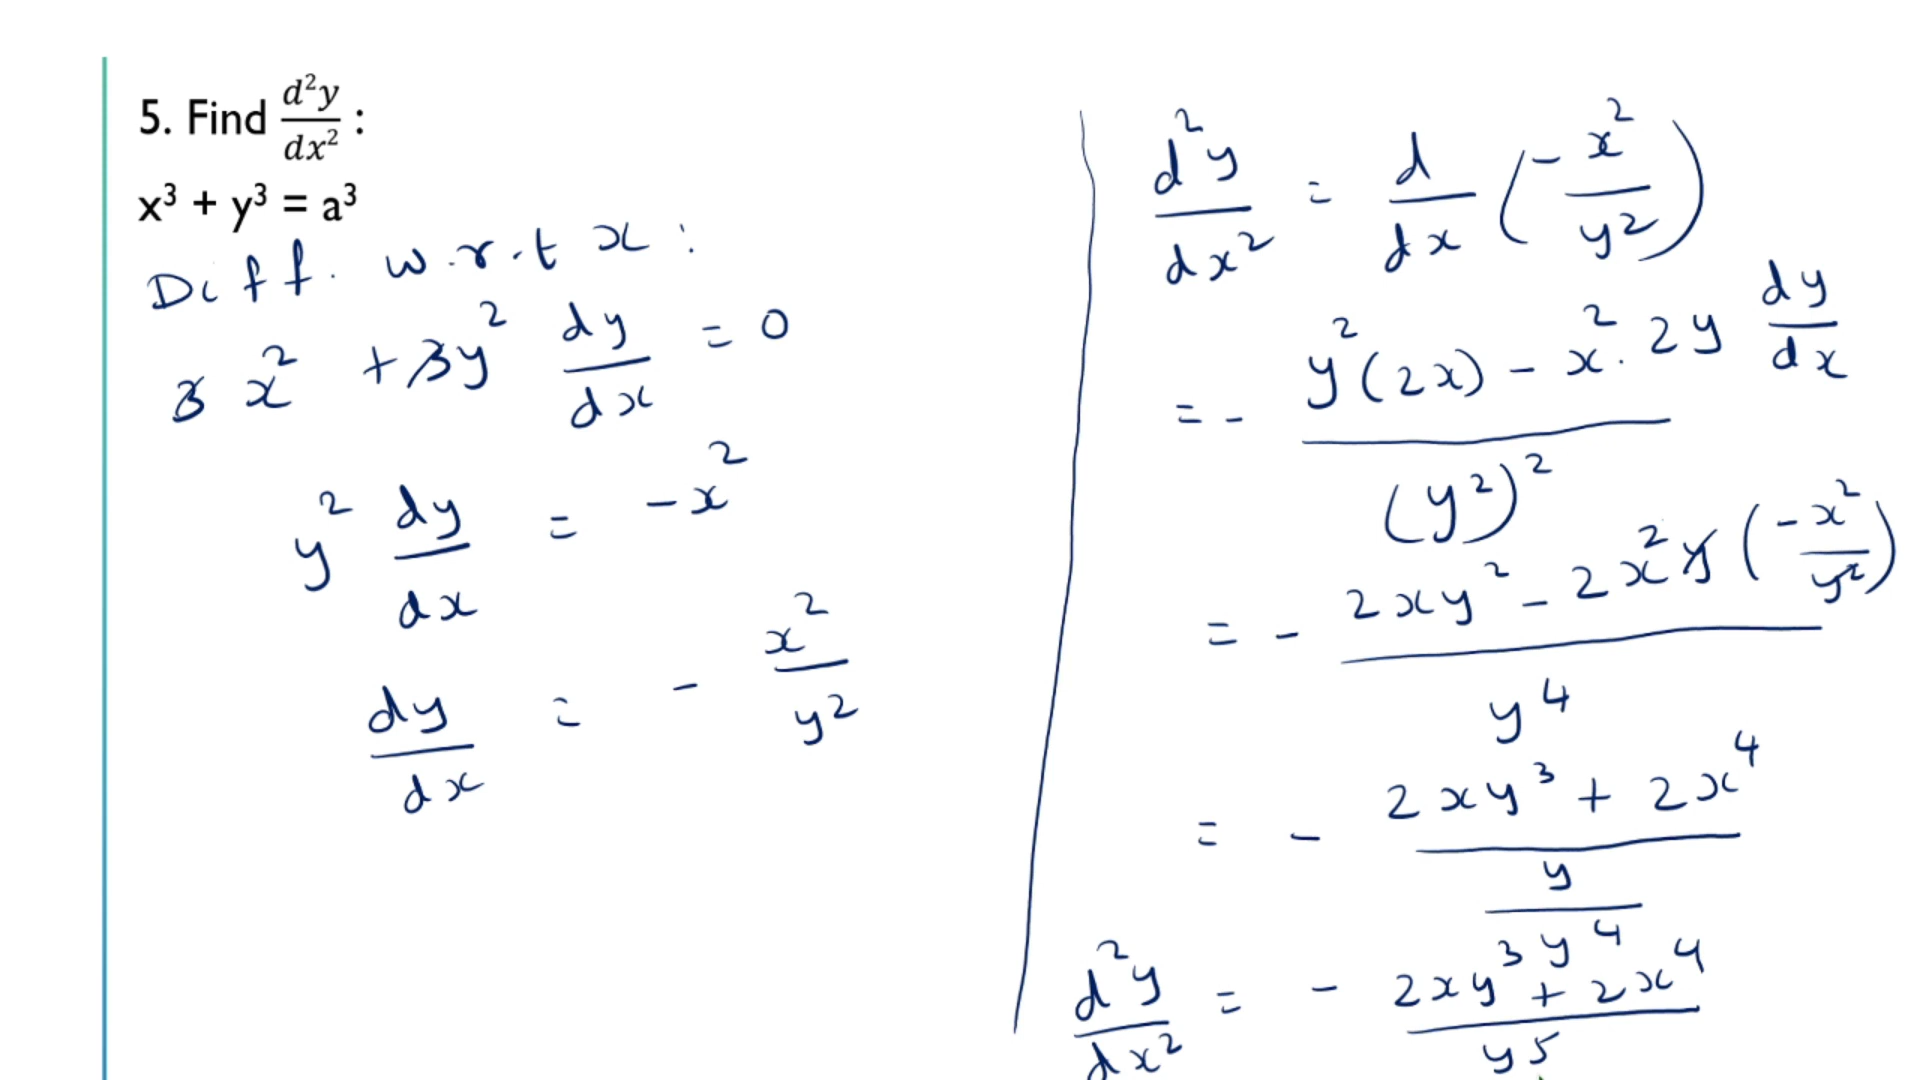 5. Find d²y/dx² :
x³ + y³ = a³
Diff. w.r.t x :
3x² + 3y² dy/dx = 0
y² dy/dx = -x²
dy/dx = - x²/y²
d²y/dx² = d/dx (-x²/y²)
= - (y²(2x) - x².2y dy/dx)/(y²)²
= - (2xy² - 2x²y(-x²/y²))/y⁴
= - ((2xy³ + 2x⁴)/y)/y⁴
d²y/dx² = - (2xy³ + 2x⁴)/y5